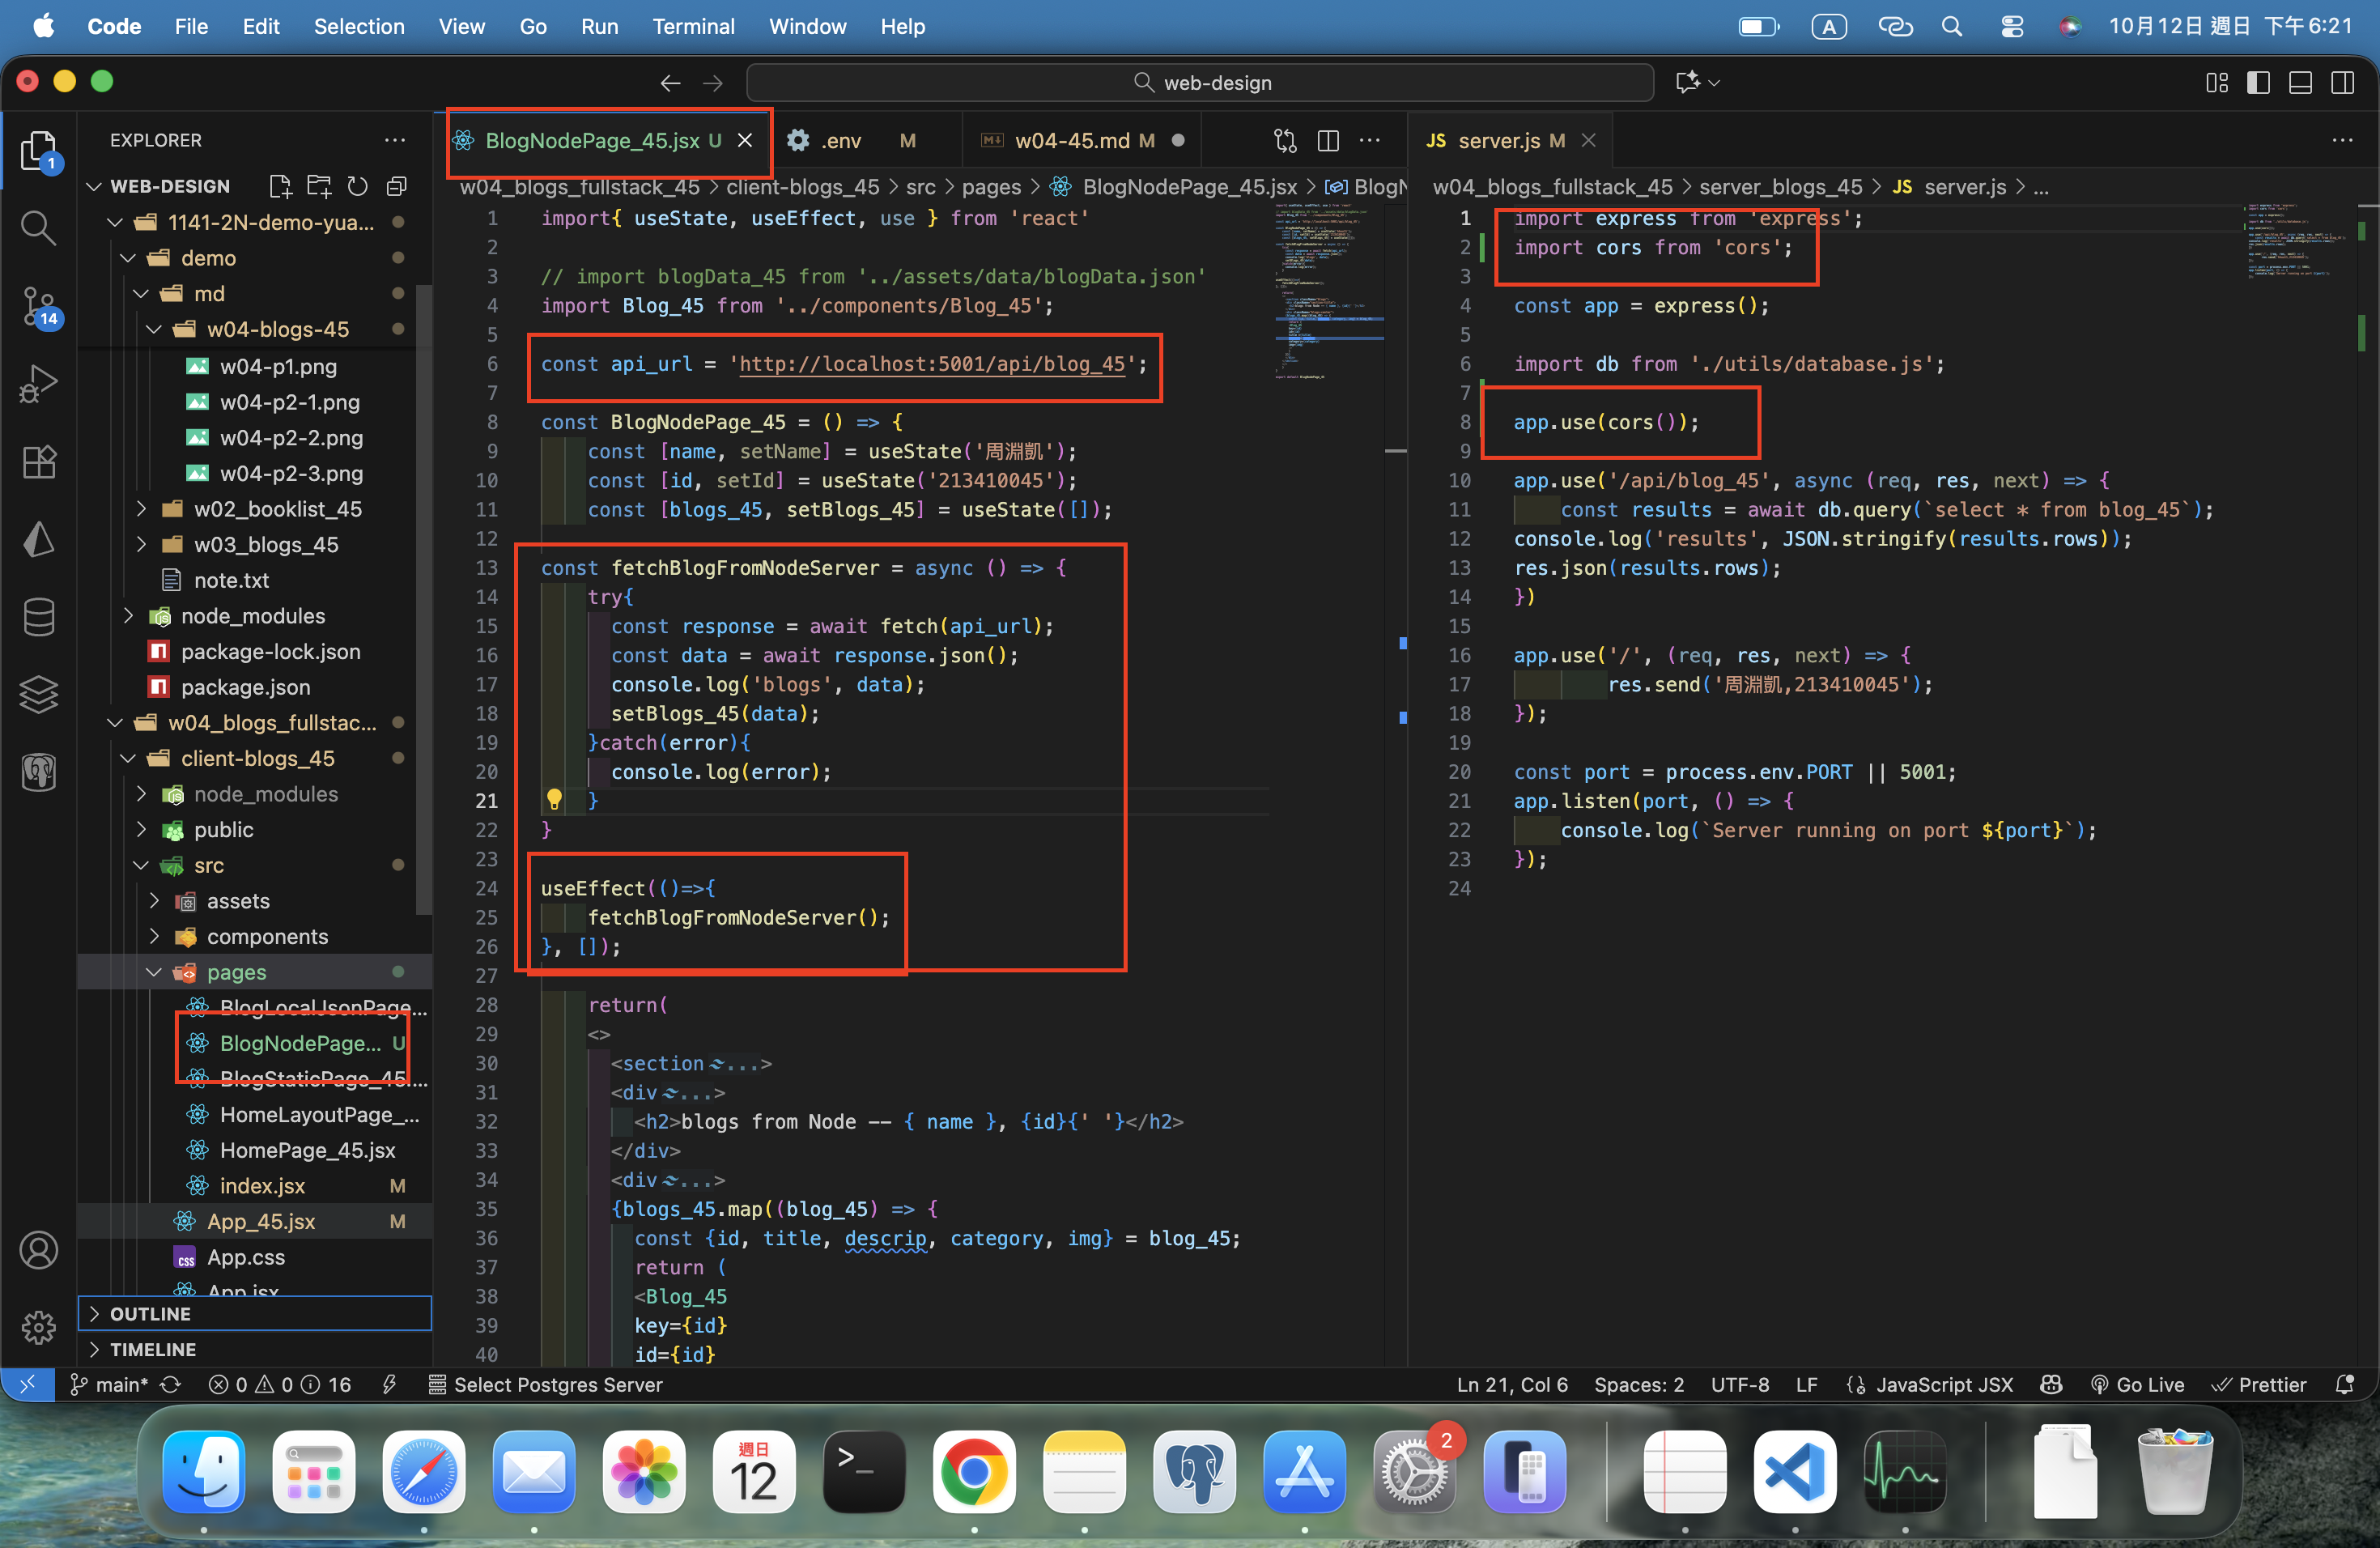 Code File Edit Selection View Go Run Terminal Window Help A 10月12日 週日 下午6:21
web-design
EXPLORER
WEB-DESIGN
1141-2N-demo-yua...
demo
md
w04-blogs-45
w04-p1.png
w04-p2-1.png
w04-p2-2.png
w04-p2-3.png
w02_booklist_45
w03_blogs_45
note.txt
node_modules
package-lock.json
package.json
w04_blogs_fullstac...
client-blogs_45
node_modules
public
src
assets
components
pages
BlogLocalJsonPage...
BlogNodePage... U
BlogStaticPage_45....
HomeLayoutPage_...
HomePage_45.jsx
index.jsx M
App_45.jsx M
App.css
App.jsx
OUTLINE
TIMELINE
1
14
BlogNodePage_45.jsx U
.env M
w04-45.md M
w04_blogs_fullstack_45 > client-blogs_45 > src > pages > BlogNodePage_45.jsx > BlogN
1 import{ useState, useEffect, use } from 'react'
2
3 // import blogData_45 from '../assets/data/blogData.json'
4 import Blog_45 from '../components/Blog_45';
5
6 const api_url = 'http://localhost:5001/api/blog_45';
7
8 const BlogNodePage_45 = () => {
9 const [name, setName] = useState('周淵凱');
10 const [id, setId] = useState('213410045');
11 const [blogs_45, setBlogs_45] = useState([]);
12
13 const fetchBlogFromNodeServer = async () => {
14 try{
15 const response = await fetch(api_url);
16 const data = await response.json();
17 console.log('blogs', data);
18 setBlogs_45(data);
19 }catch(error){
20 console.log(error);
21 }
22 }
23
24 useEffect(()=>{
25 fetchBlogFromNodeServer();
26 }, []);
27
28 return(
29 <>
30 <section...>
31 <div...>
32 <h2>blogs from Node -- { name }, {id}{' '}</h2>
33 </div>
34 <div...>
35 {blogs_45.map((blog_45) => {
36 const {id, title, descrip, category, img} = blog_45;
37 return (
38 <Blog_45
39 key={id}
40 id={id}
JS server.js M
w04_blogs_fullstack_45 > server_blogs_45 > JS server.js > ...
1 import express from 'express';
2 import cors from 'cors';
3
4 const app = express();
5
6 import db from './utils/database.js';
7
8 app.use(cors());
9
10 app.use('/api/blog_45', async (req, res, next) => {
11 const results = await db.query(`select * from blog_45`);
12 console.log('results', JSON.stringify(results.rows));
13 res.json(results.rows);
14 })
15
16 app.use('/', (req, res, next) => {
17 res.send('周淵凱,213410045');
18 });
19
20 const port = process.env.PORT || 5001;
21 app.listen(port, () => {
22 console.log(`Server running on port ${port}`);
23 });
24
main* 0 0 16 Select Postgres Server Ln 21, Col 6 Spaces: 2 UTF-8 LF JavaScript JSX Go Live Prettier
週日
12
2